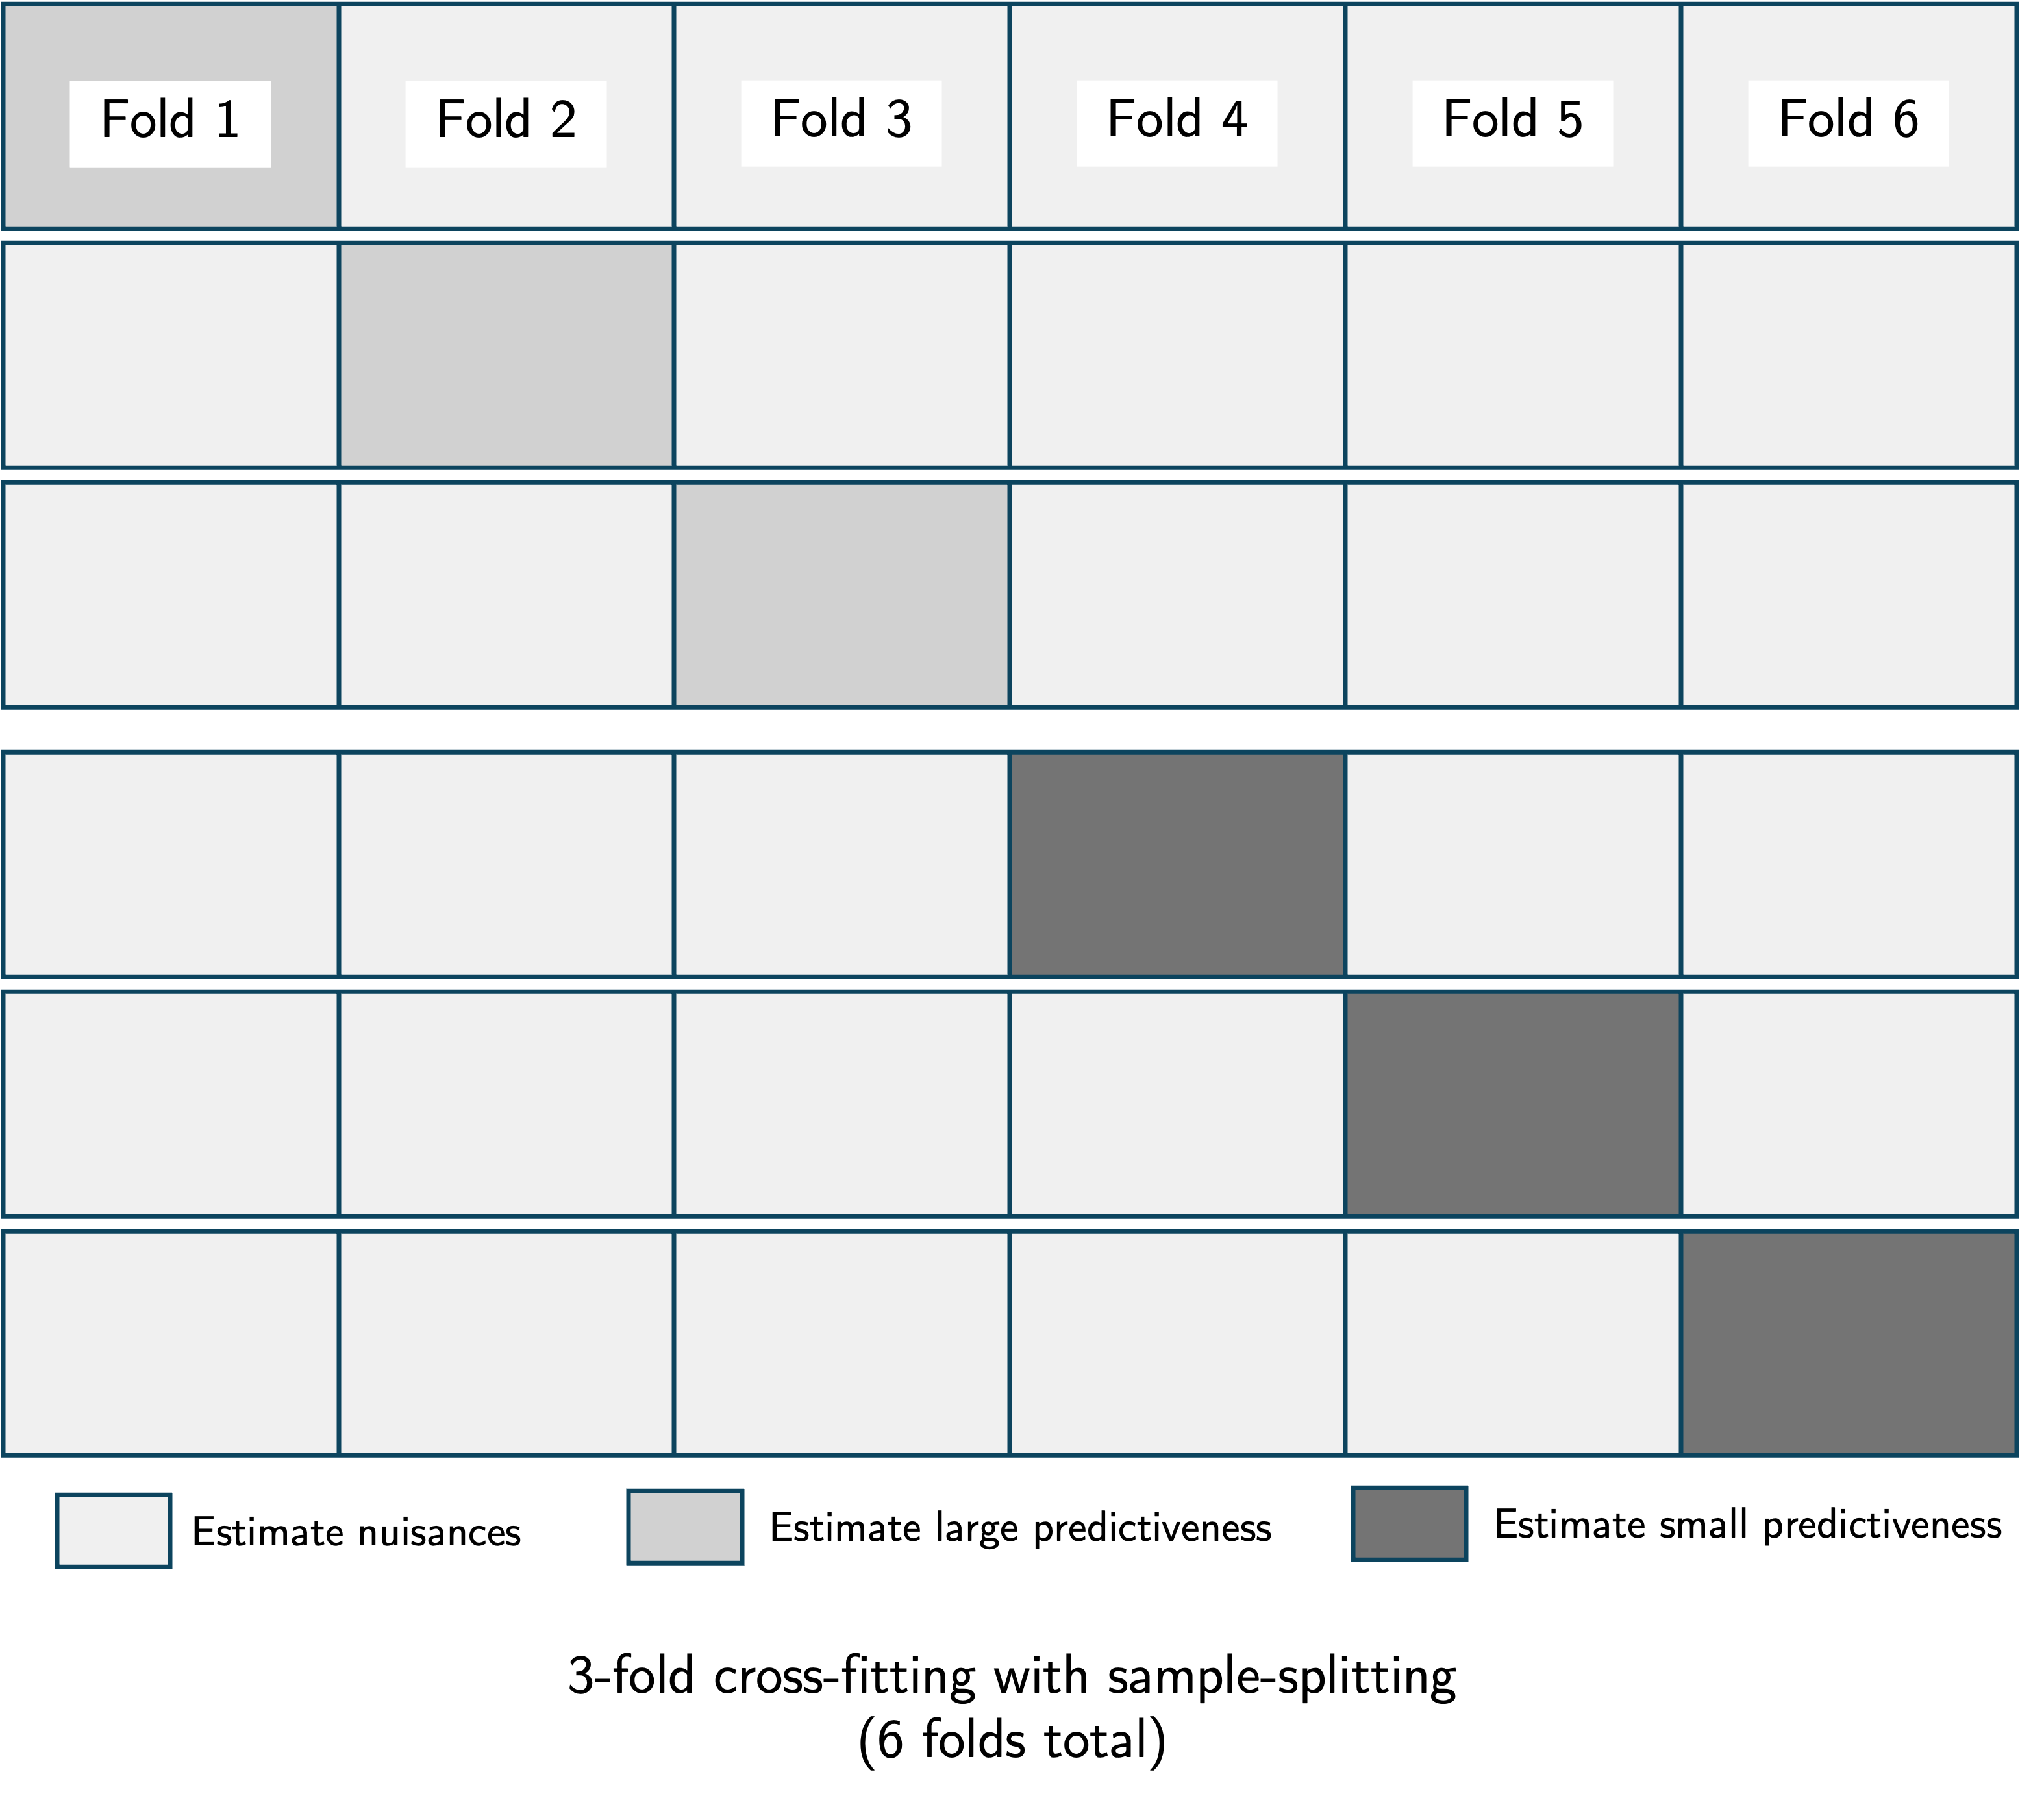 Fold 1
Fold 2
Fold 3
Fold 4
Fold 5
Fold 6
Estimate nuisances
Estimate large predictiveness
Estimate small predictiveness
3-fold cross-fitting with sample-splitting
(6 folds total)